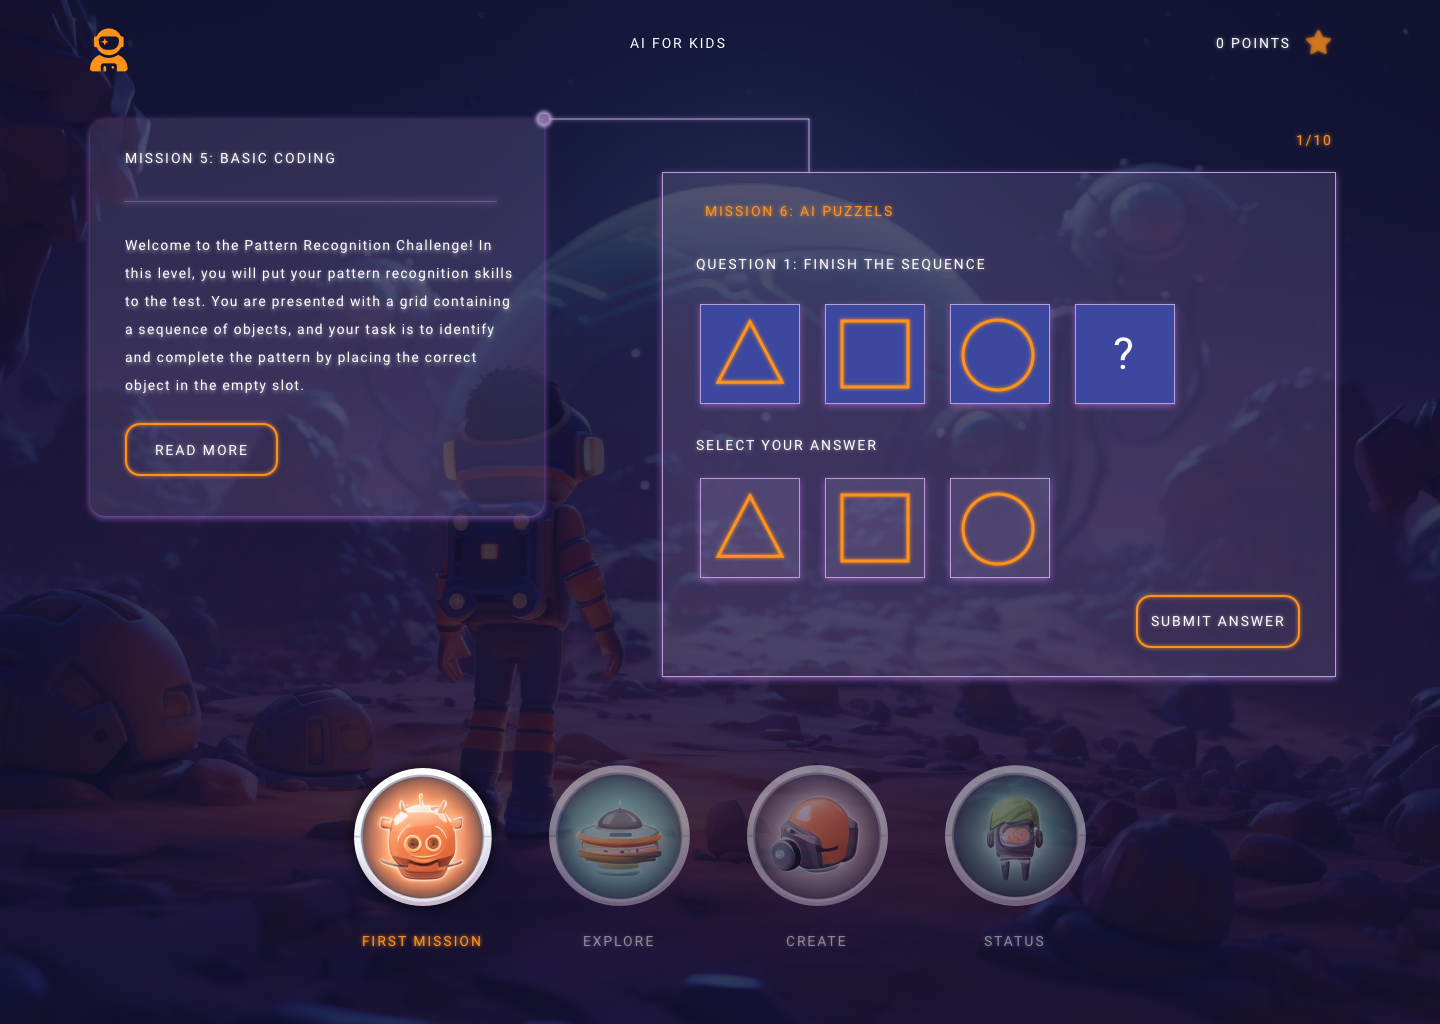 AI FOR KIDS
0 POINTS
1/10
MISSION 5: BASIC CODING
Welcome to the Pattern Recognition Challenge! In
this level, you will put your pattern recognition skills
to the test. You are presented with a grid containing
a sequence of objects, and your task is to identify
and complete the pattern by placing the correct
object in the empty slot.
READ MORE
MISSION 6: AI PUZZELS
QUESTION 1: FINISH THE SEQUENCE
?
SELECT YOUR ANSWER
SUBMIT ANSWER
FIRST MISSION
EXPLORE
CREATE
STATUS